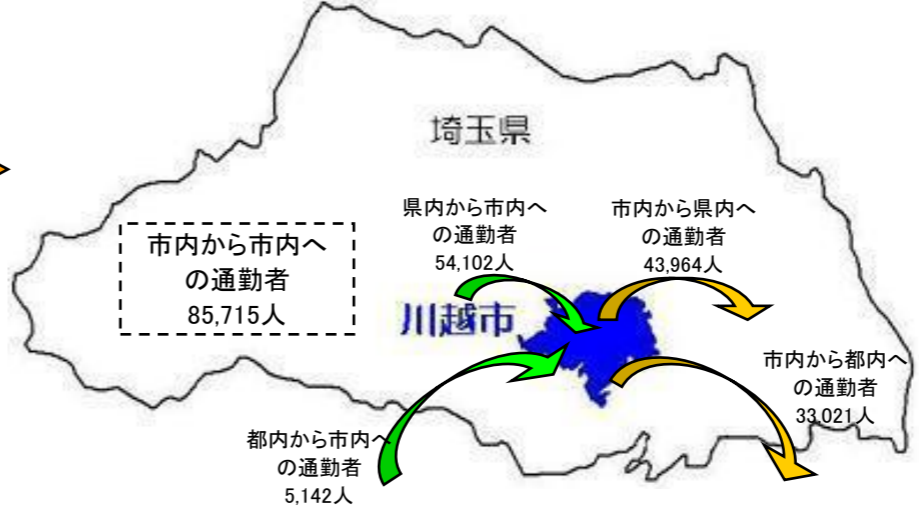 埼玉県
県内から市内へ
の通勤者
54,102人
市内から県内へ
の通勤者
43,964人
市内から市内へ
の通勤者
85,715人
川越市
市内から都内へ
の通勤者
33,021人
都内から市内へ
の通勤者
5,142人